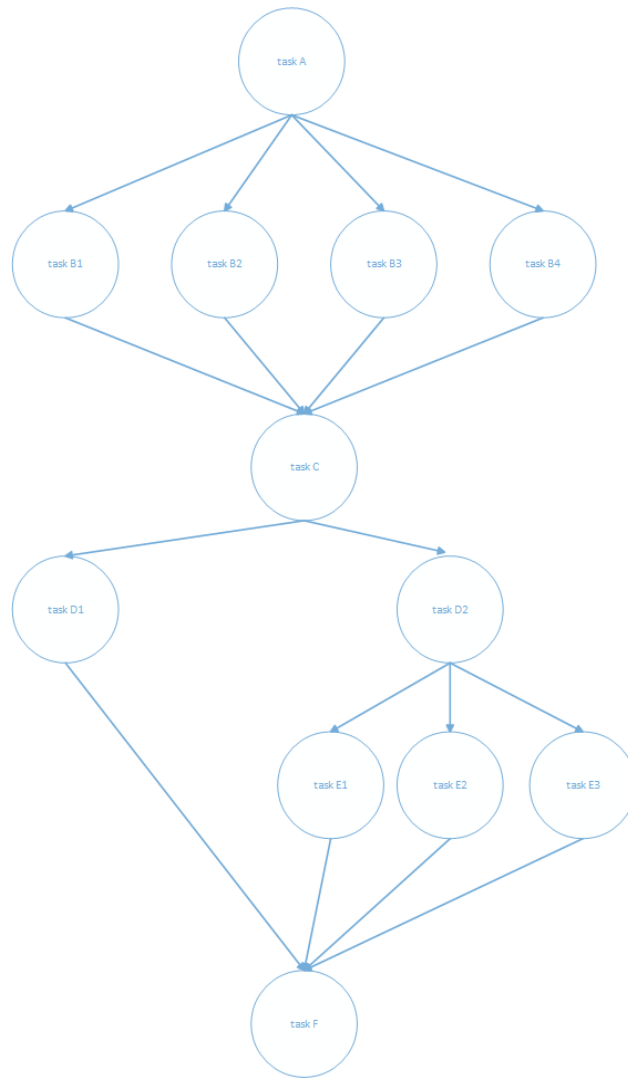 task A
task B1
task B2
task B3
task B4
task C
task D1
task D2
task E1
task E2
task E3
task F